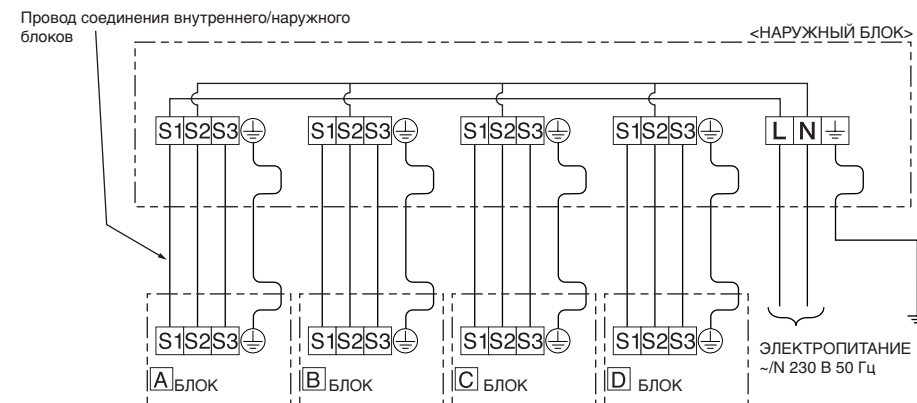 Провод соединения внутреннего/наружного
блоков
<НАРУЖНЫЙ БЛОК>
S1 S2 S3 S1 S2 S3 S1 S2 S3 S1 S2 S3 L N
S1 S2 S3 S1 S2 S3 S1 S2 S3 S1 S2 S3
A БЛОК B БЛОК C БЛОК D БЛОК
ЭЛЕКТРОПИТАНИЕ
~/N 230 В 50 Гц